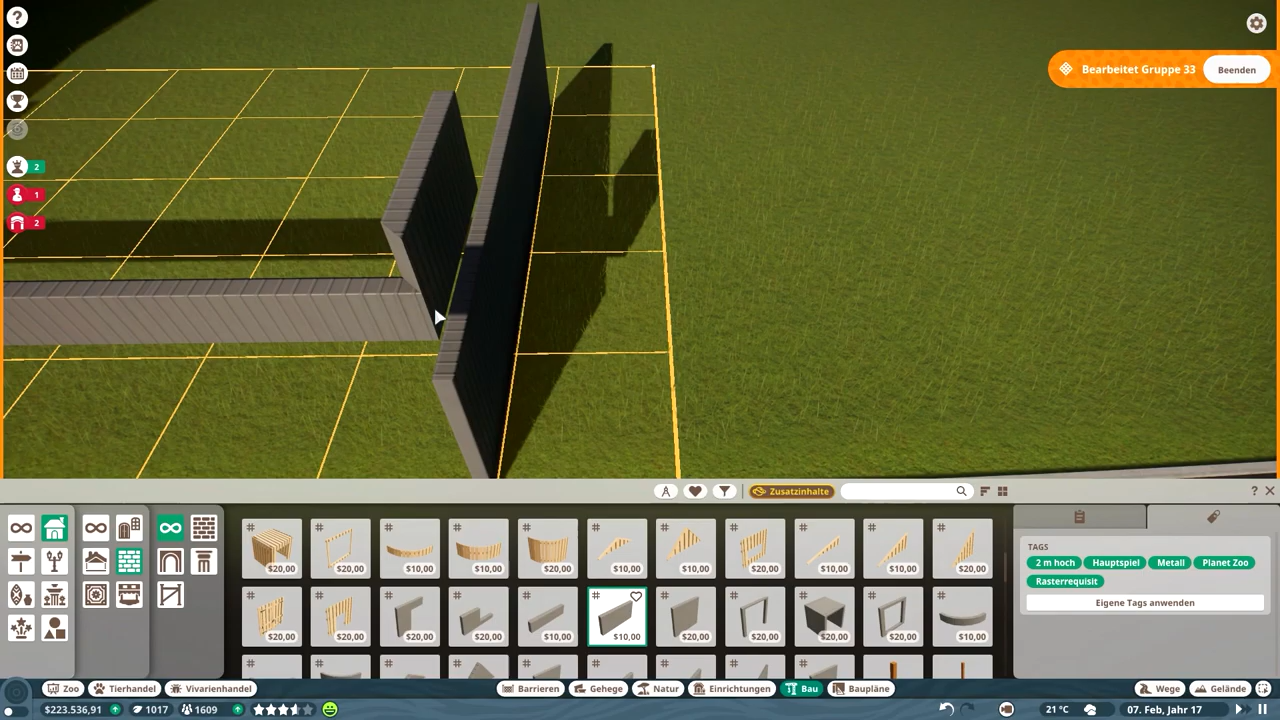 ?
Bearbeitet Gruppe 33
Beenden
2
1
2
Zusatzinhalte
?
$20,00
$20,00
$10,00
$10,00
$20,00
$10,00
$10,00
$20,00
$10,00
$10,00
$20,00
TAGS
2 m hoch
Hauptspiel
Metall
Planet Zoo
Rasterrequisit
Eigene Tags anwenden
$20,00
$20,00
$20,00
$20,00
$10,00
$10,00
$20,00
$20,00
$20,00
$20,00
$10,00
Zoo
Tierhandel
Vivarienhandel
Barrieren
Gehege
Natur
Einrichtungen
Bau
Baupläne
Wege
Gelände
$223.536,91
1017
1609
21 °C
07. Feb, Jahr 17